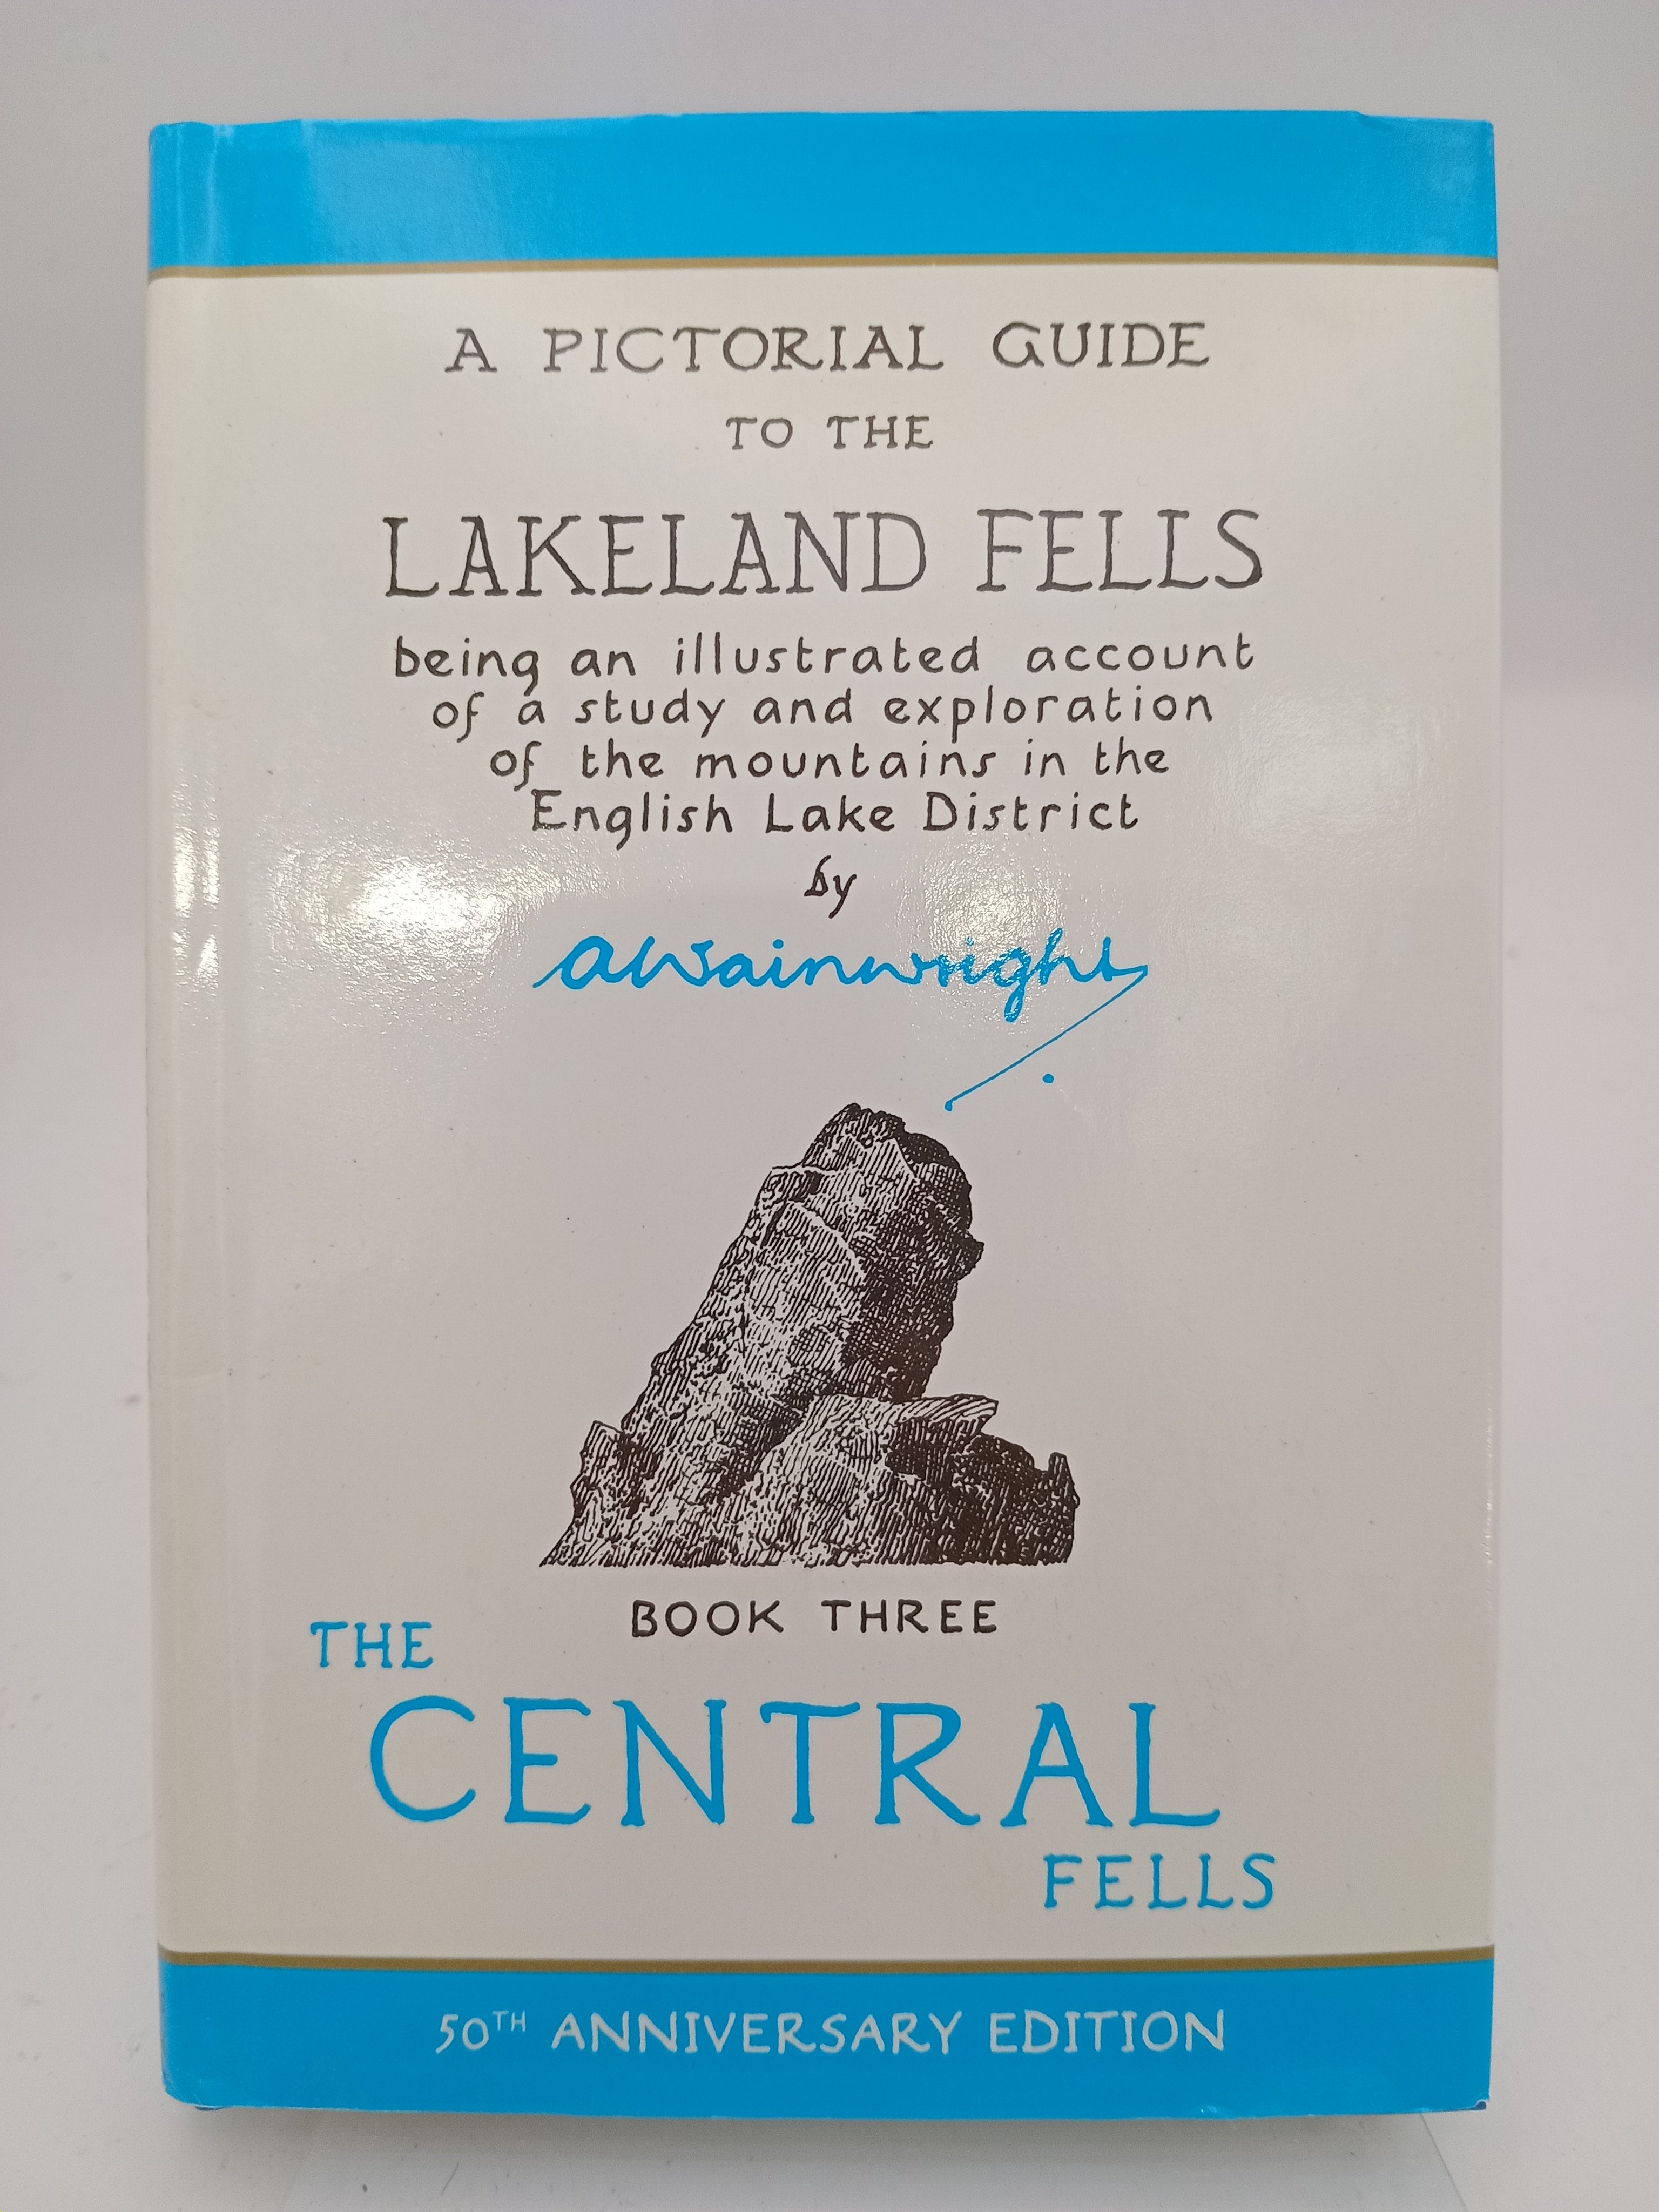 A PICTORIAL GUIDE
TO THE
LAKELAND FELLS
being an illustrated account
of a study and exploration
of the mountains in the
English Lake District
by
AWainwright
BOOK THREE
THE
CENTRAL
FELLS
50TH ANNIVERSARY EDITION